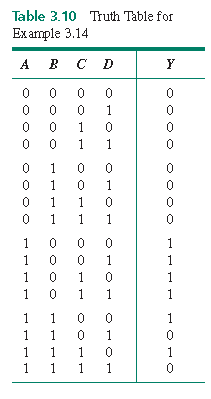 Table 3.10 Truth Table for
Example 3.14
A B C D Y
0 0 0 0 0
0 0 0 1 0
0 0 1 0 0
0 0 1 1 0
0 1 0 0 0
0 1 0 1 0
0 1 1 0 0
0 1 1 1 0
1 0 0 0 1
1 0 0 1 1
1 0 1 0 1
1 0 1 1 1
1 1 0 0 1
1 1 0 1 0
1 1 1 0 1
1 1 1 1 0